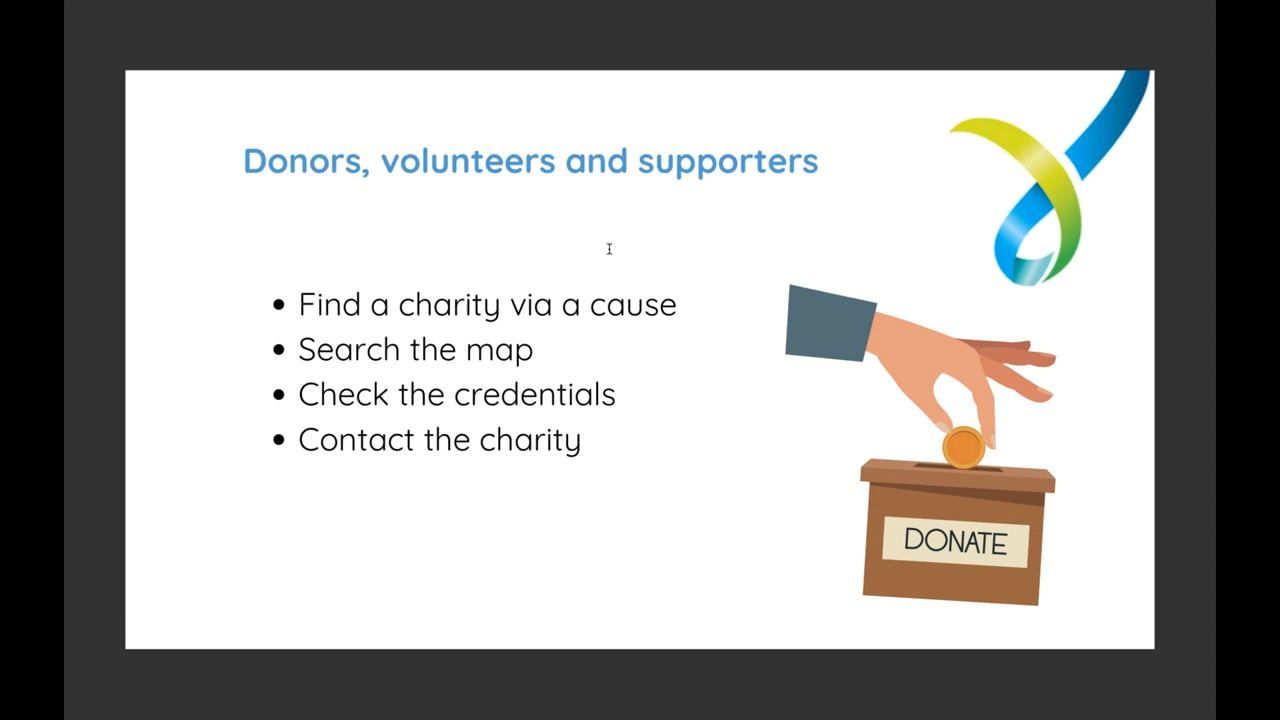 Donors, volunteers and supporters
• Find a charity via a cause
• Search the map
• Check the credentials
• Contact the charity
DONATE